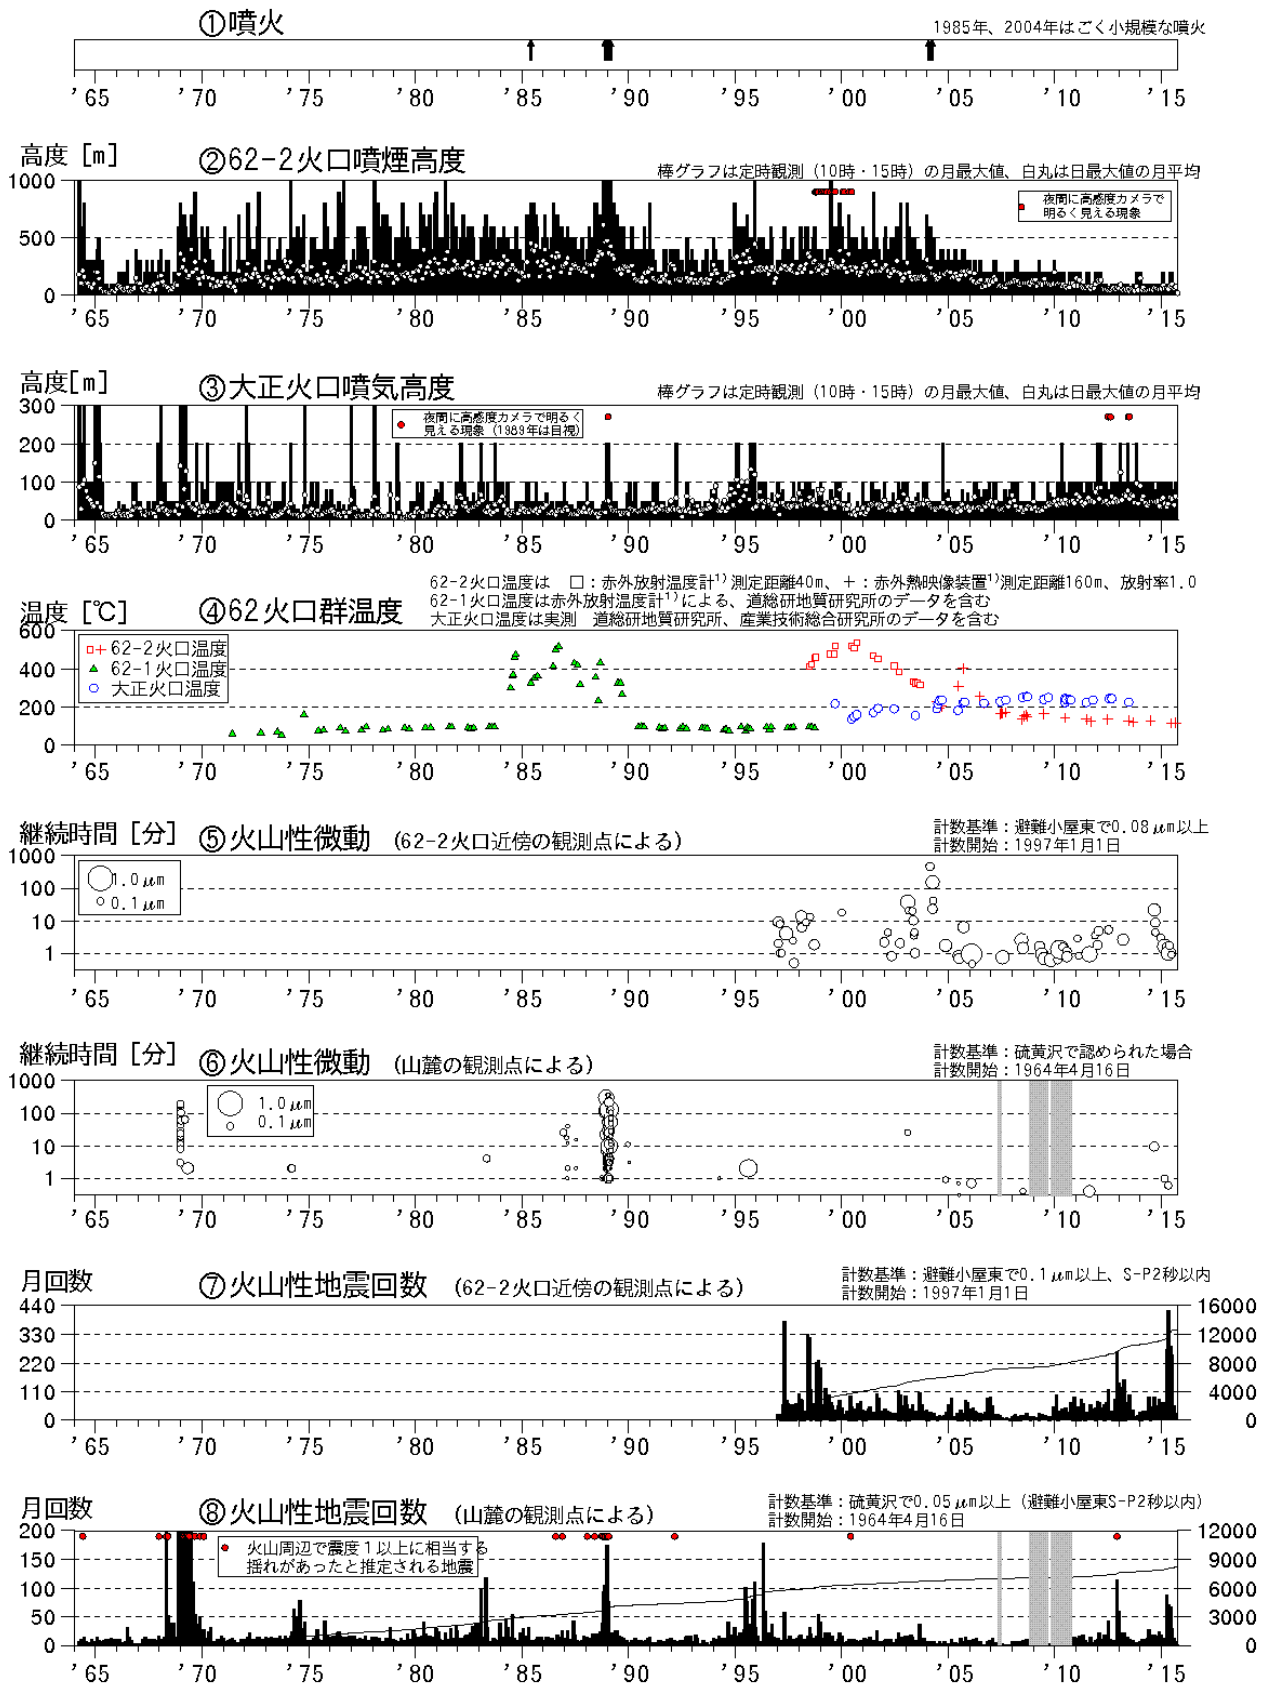 ①噴火
1985年、2004年はごく小規模な噴火
'65 '70 '75 '80 '85 '90 '95 '00 '05 '10 '15
高度 [m]
②62-2火口噴煙高度
棒グラフは定時観測 (10時・15時) の月最大値、白丸は日最大値の月平均
1000
500
0
夜間に高感度カメラで
明るく見える現象
'65 '70 '75 '80 '85 '90 '95 '00 '05 '10 '15
高度[m]
③大正火口噴気高度
棒グラフは定時観測 (10時・15時) の月最大値、白丸は日最大値の月平均
300
200
100
0
夜間に高感度カメラで明るく
見える現象 (1989年は目視)
'65 '70 '75 '80 '85 '90 '95 '00 '05 '10 '15
62-2火口温度は □:赤外放射温度計1) 測定距離40m、+:赤外熱映像装置1)測定距離160m、放射率1.0
62-1火口温度は赤外放射温度計1)による、道総研地質研究所のデータを含む
大正火口温度は実測 道総研地質研究所、産業技術総合研究所のデータを含む
温度 [℃]
④62火口群温度
600
400
200
0
□+62-2火口温度
▲ 62-1火口温度
○ 大正火口温度
'65 '70 '75 '80 '85 '90 '95 '00 '05 '10 '15
継続時間 [分]
⑤火山性微動 (62-2火口近傍の観測点による)
計数基準:避難小屋東で0.08μm以上
計数開始:1997年1月1日
1000
100
10
1
1.0μm
0.1μm
'65 '70 '75 '80 '85 '90 '95 '00 '05 '10 '15
継続時間 [分]
⑥火山性微動 (山麓の観測点による)
計数基準:硫黄沢で認められた場合
計数開始:1964年4月16日
1000
100
10
1
1.0μm
0.1μm
'65 '70 '75 '80 '85 '90 '95 '00 '05 '10 '15
月回数
⑦火山性地震回数 (62-2火口近傍の観測点による)
計数基準:避難小屋東で0.1μm以上、S-P2秒以内
計数開始:1997年1月1日
440
330
220
110
0
16000
12000
8000
4000
0
'65 '70 '75 '80 '85 '90 '95 '00 '05 '10 '15
月回数
⑧火山性地震回数 (山麓の観測点による)
計数基準:硫黄沢で0.05μm以上 (避難小屋東S-P2秒以内)
計数開始:1964年4月16日
200
150
100
50
0
火山周辺で震度1以上に相当する
揺れがあったと推定される地震
12000
9000
6000
3000
0
'65 '70 '75 '80 '85 '90 '95 '00 '05 '10 '15